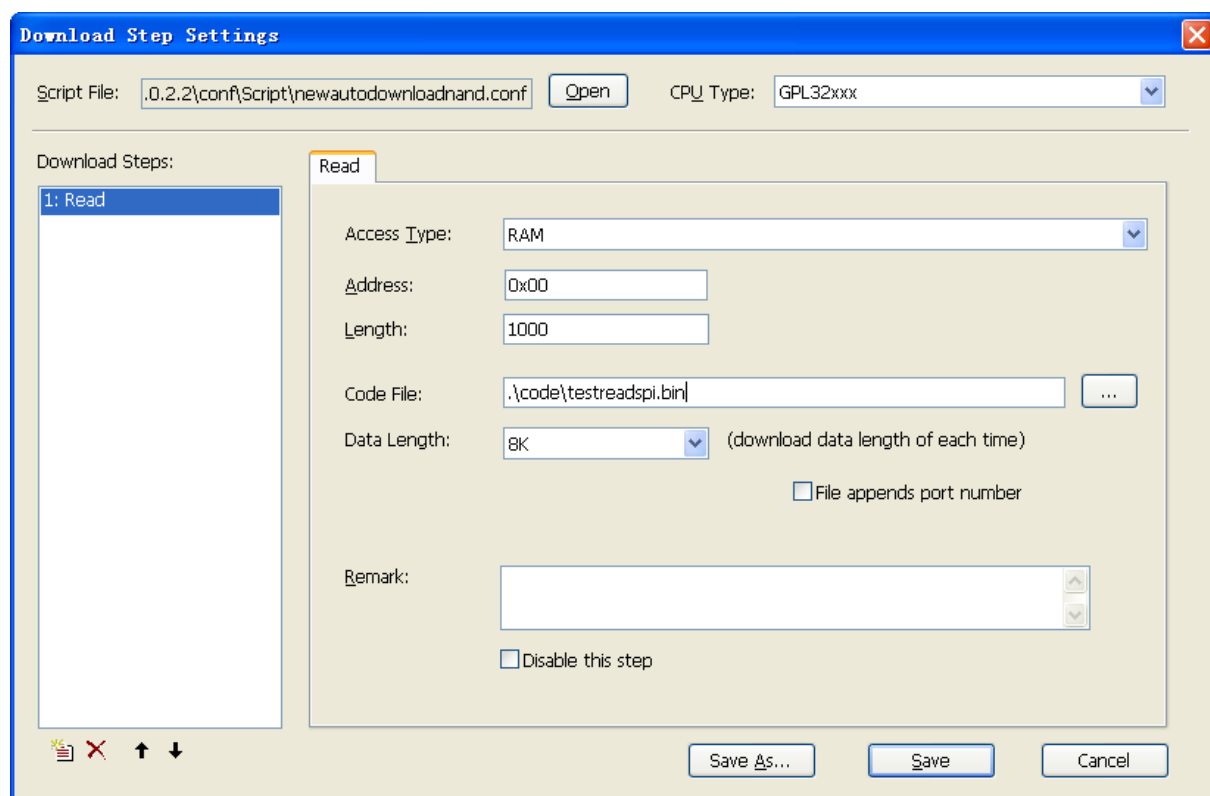 Download Step Settings
Script File: .0.2.2\conf\Script\newautodownloadnand.conf Open CPU Type: GPL32xxx
Download Steps:
1: Read
Read
Access Type: RAM
Address: 0x00
Length: 1000
Code File: .\code\testreadspi.bin ...
Data Length: 8K (download data length of each time)
File appends port number
Remark:
Disable this step
Save As... Save Cancel